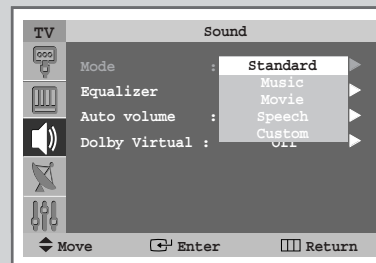 TV Sound
Mode : Standard
Music
Equalizer
Movie
Auto volume : Speech
Custom
Dolby Virtual : Off
Move Enter Return